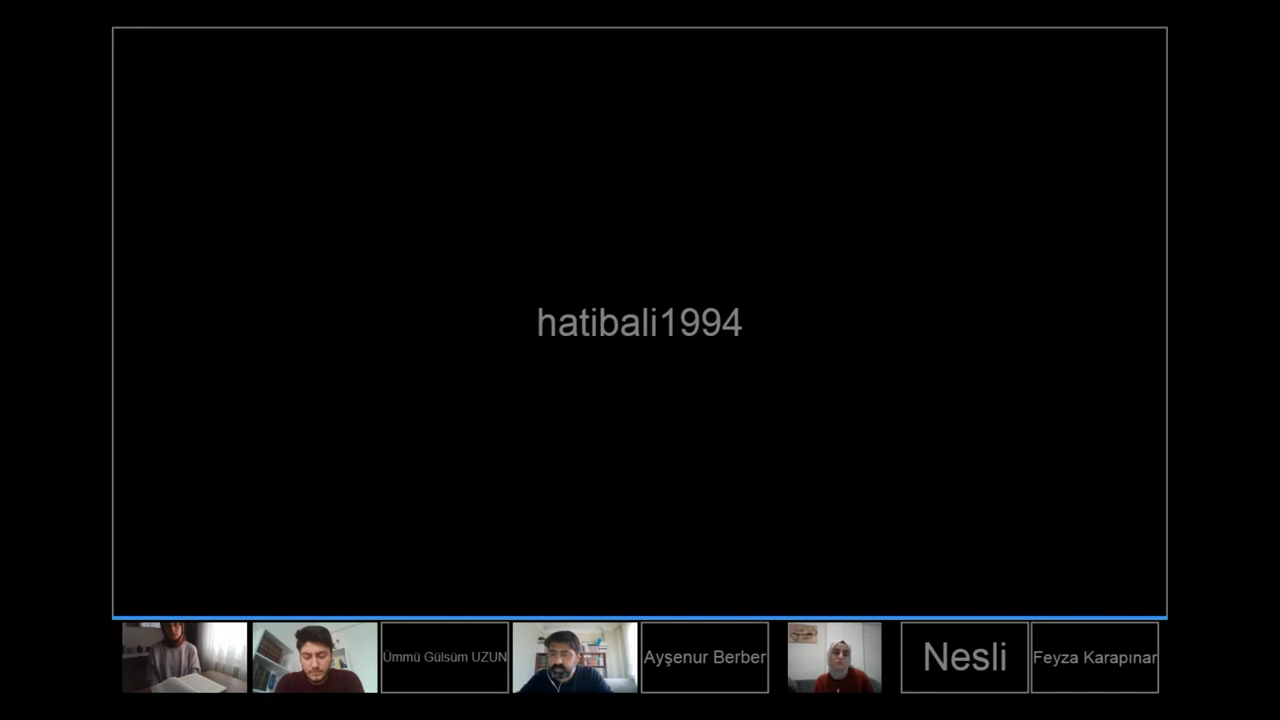 hatibali1994
Ümmü Gülsüm UZUN
Ayşenur Berber
Nesli
Feyza Karapınar